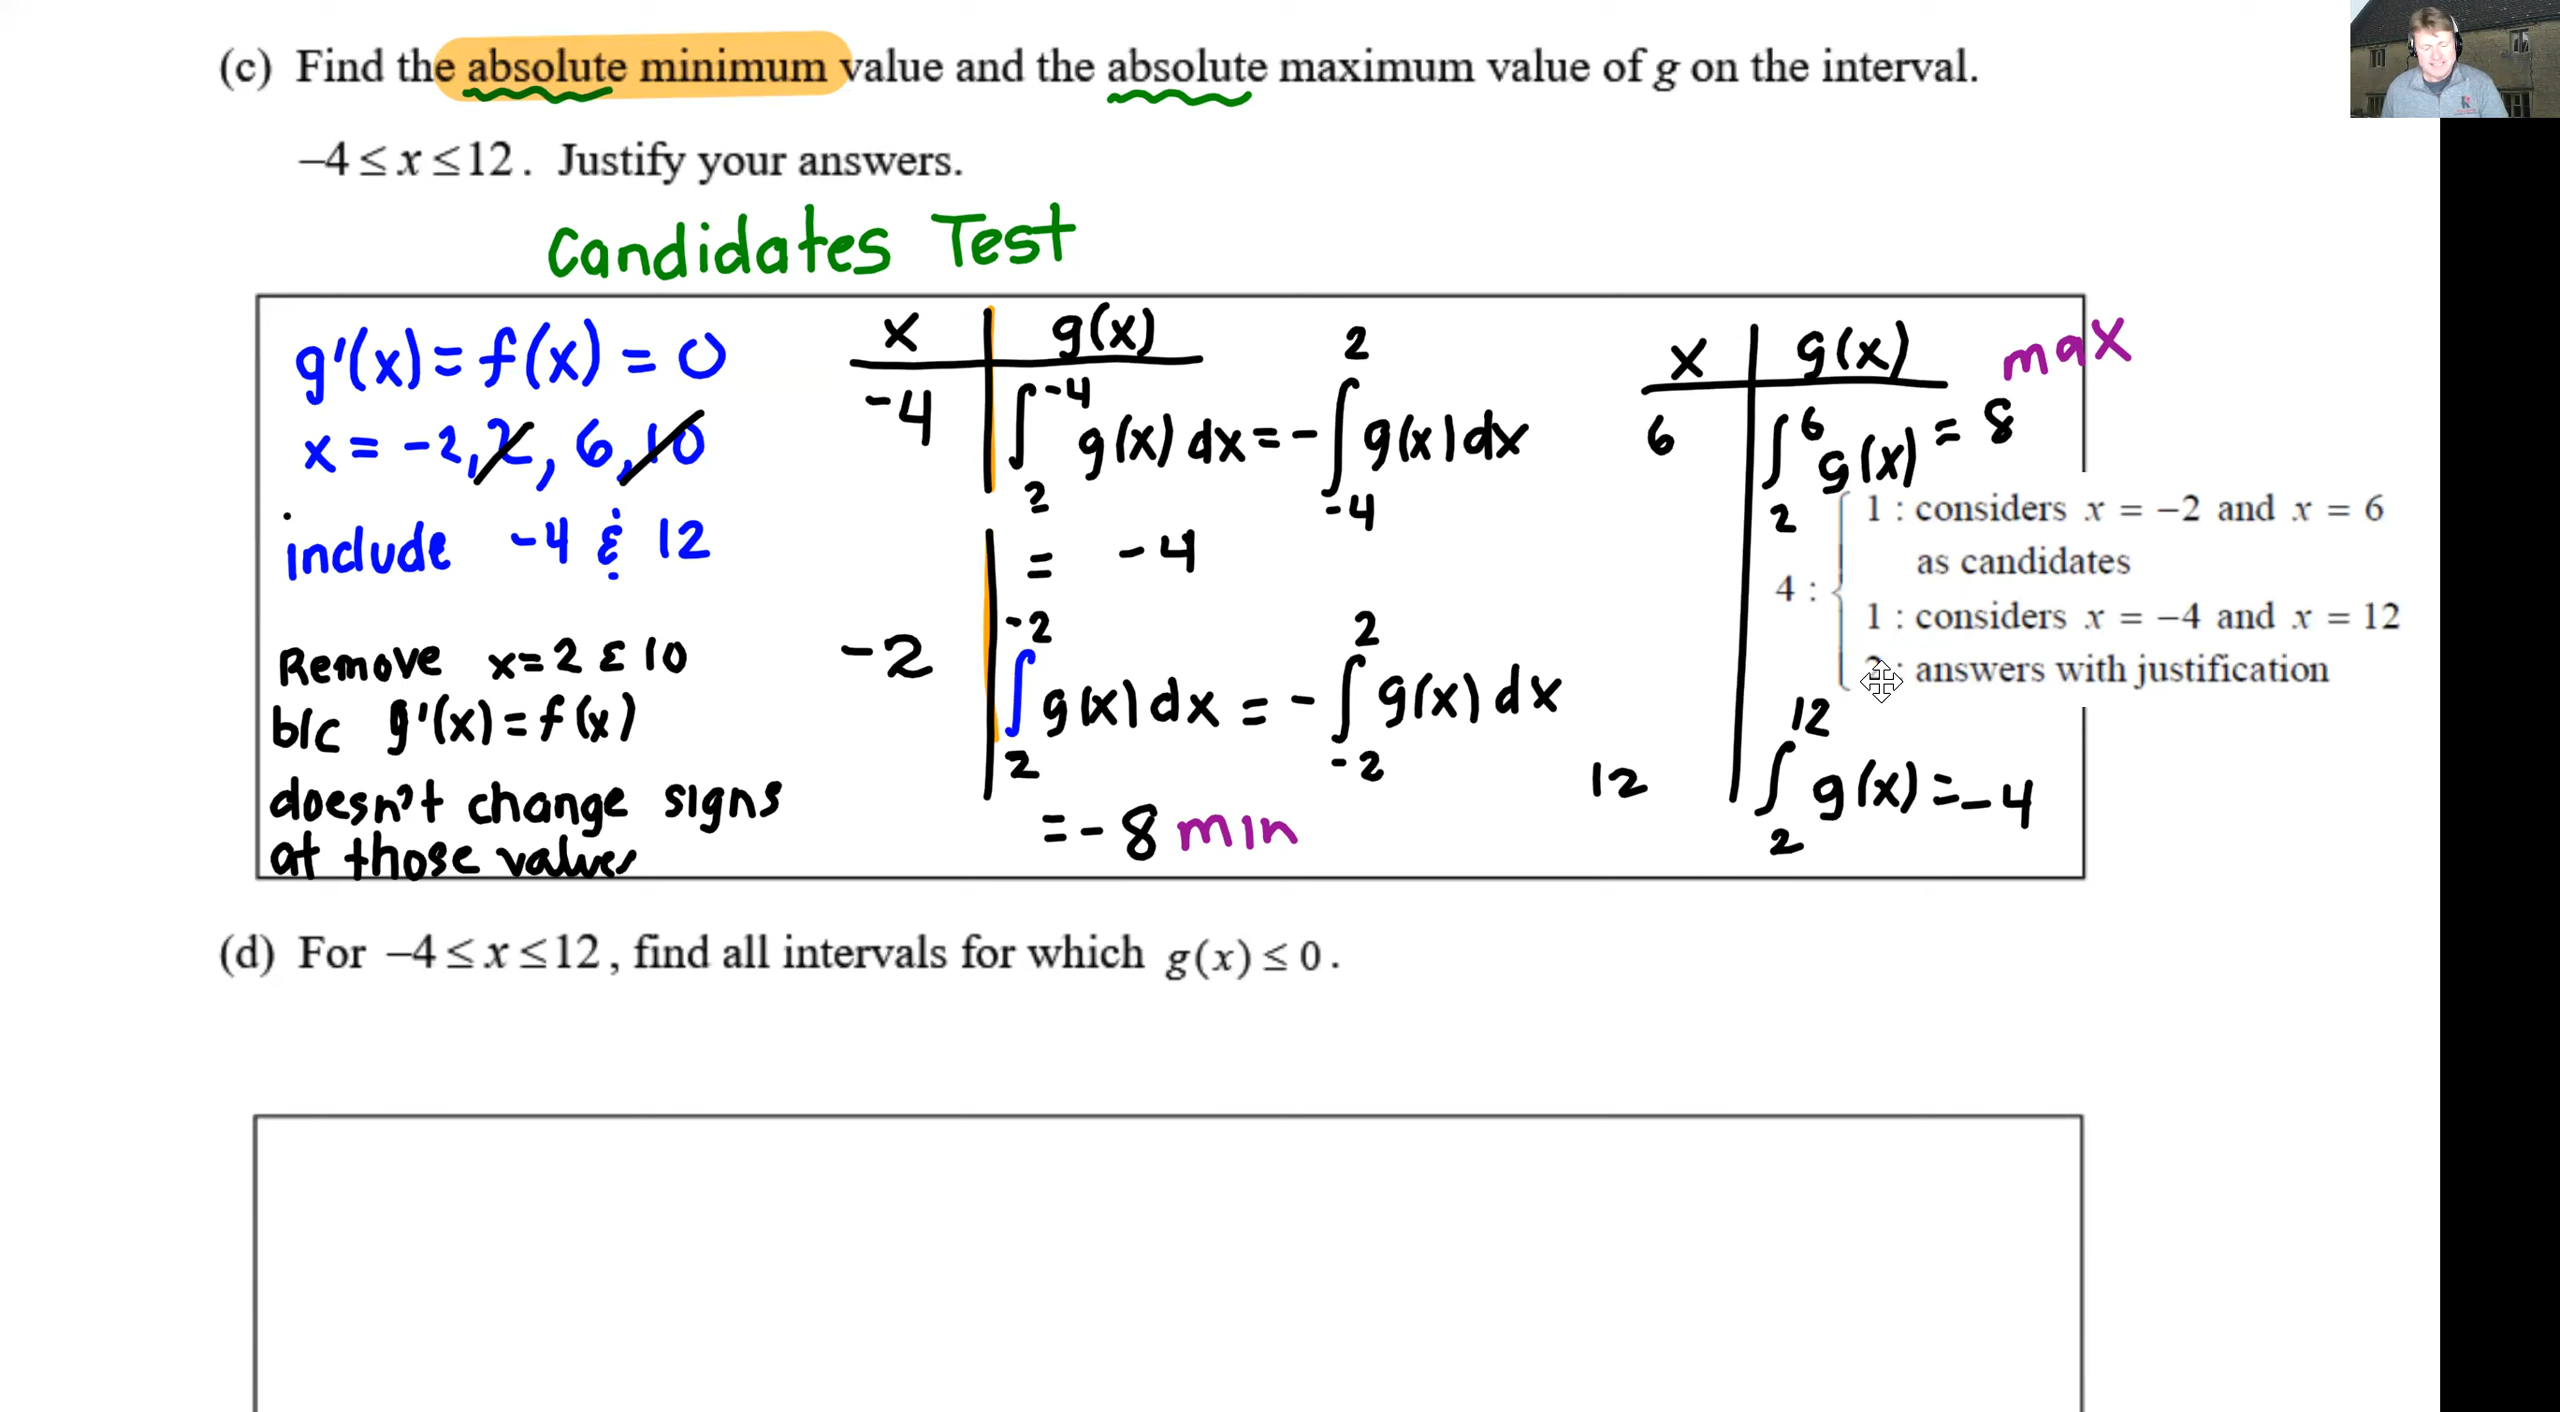 (c) Find the absolute minimum value and the absolute maximum value of g on the interval.
−4 ≤ x ≤ 12. Justify your answers.
Candidates Test
g'(x) = f(x) = 0
x = -2, 2, 6, 10
include -4 & 12
Remove x=2 & 10
b/c g'(x) = f(x)
doesn't change signs
at those values
x | g(x)
-4 | ∫_2^-4 g(x) dx = -∫_-4^2 g(x) dx
= -4
-2 | ∫_2^-2 g(x) dx = -∫_-2^2 g(x) dx
= -8 min
x | g(x) max
6 | ∫_2^6 g(x) = 8
12 | ∫_2^12 g(x) = -4
4 :
1 : considers x = −2 and x = 6
as candidates
1 : considers x = −4 and x = 12
2 : answers with justification
(d) For −4 ≤ x ≤ 12, find all intervals for which g(x) ≤ 0.